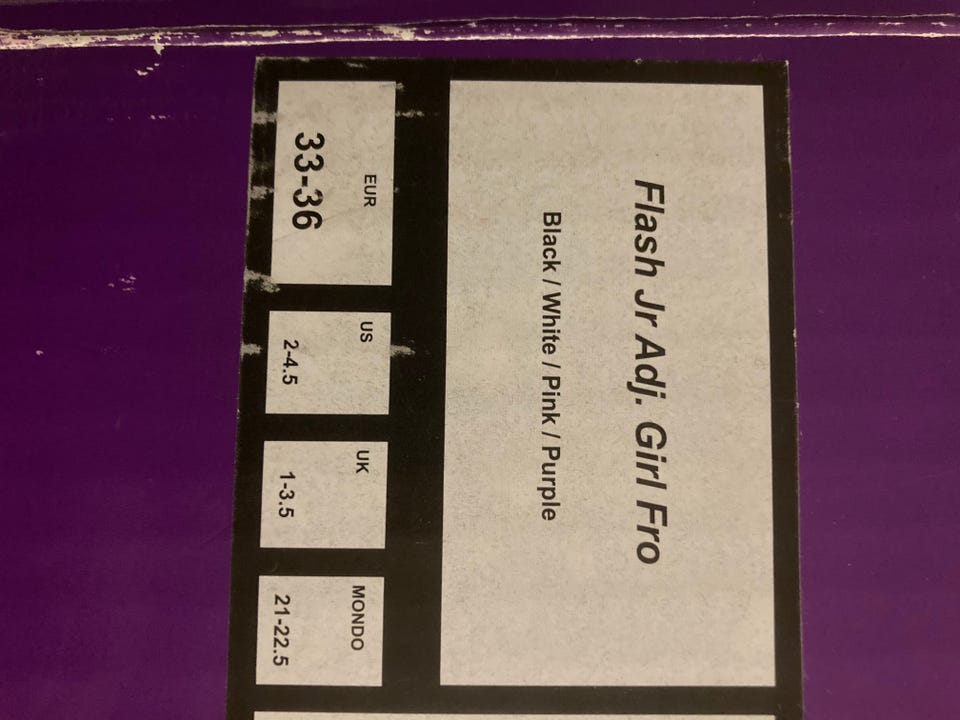 Flash Jr Adj. Girl Fro
Black / White / Pink / Purple
EUR
33-36
US
2-4.5
UK
1-3.5
MONDO
21-22.5